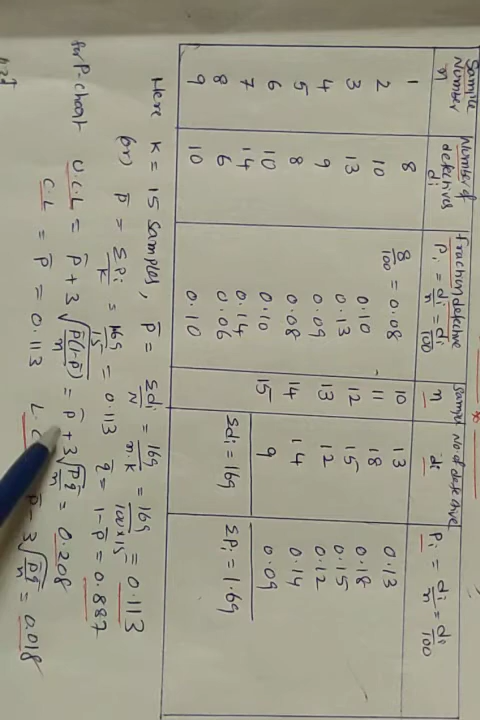 Sample Number n | Number of defectives di | fraction defective Pi = di/n = di/100 | Sample n | No. of defective di | Pi = di/n = di/100
1 | 8 | 8/100 = 0.08 | 10 | 13 | 0.13
2 | 10 | 0.10 | 11 | 18 | 0.18
3 | 13 | 0.13 | 12 | 15 | 0.15
4 | 9 | 0.09 | 13 | 12 | 0.12
5 | 8 | 0.08 | 14 | 14 | 0.14
6 | 10 | 0.10 | 15 | 9 | 0.09
7 | 14 | 0.14
8 | 6 | 0.06 | Σdi = 169 | ΣPi = 1.69
9 | 10 | 0.10
Here K = 15 samples, P̄ = Σdi/N = 169/n.K = 169/100×15 = 0.113
(or) P̄ = ΣPi/K = 169/15 = 0.113 q̄ = 1-P̄ = 0.887
for P-chart U.C.L = P̄ + 3√(P̄(1-P̄)/n) = P̄ + 3√(P̄q̄/n) = 0.208
C.L = P̄ = 0.113 L.C P̄ - 3√(P̄q̄/n) = 0.018